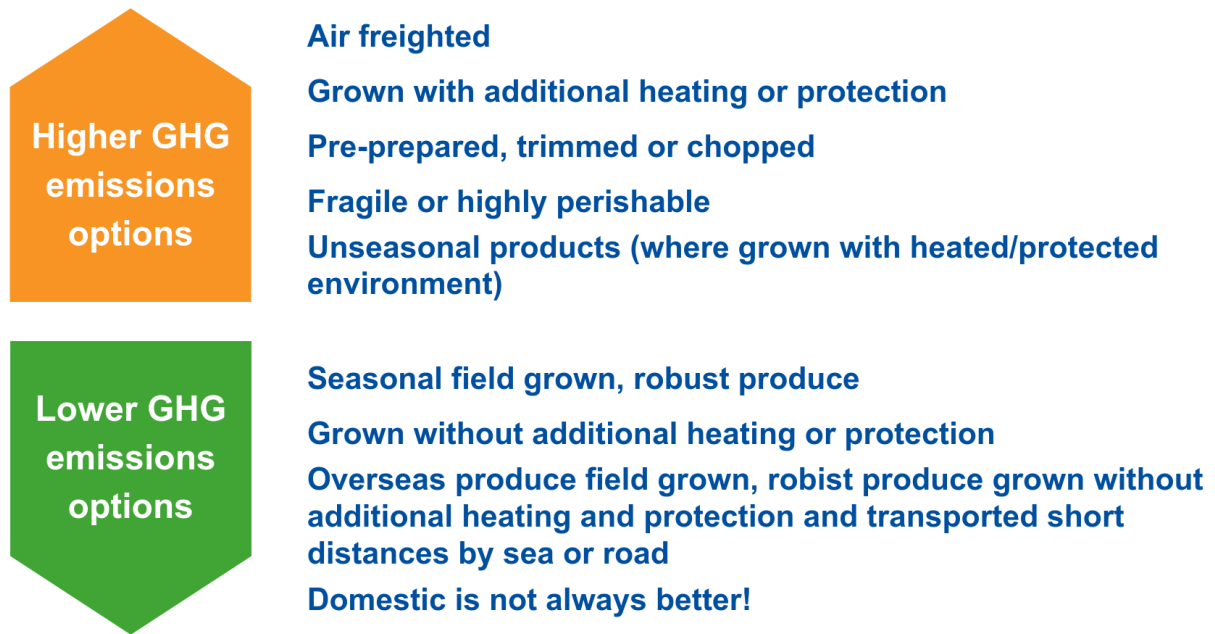 Higher GHG
emissions
options
Air freighted
Grown with additional heating or protection
Pre-prepared, trimmed or chopped
Fragile or highly perishable
Unseasonal products (where grown with heated/protected
environment)
Lower GHG
emissions
options
Seasonal field grown, robust produce
Grown without additional heating or protection
Overseas produce field grown, robist produce grown without
additional heating and protection and transported short
distances by sea or road
Domestic is not always better!